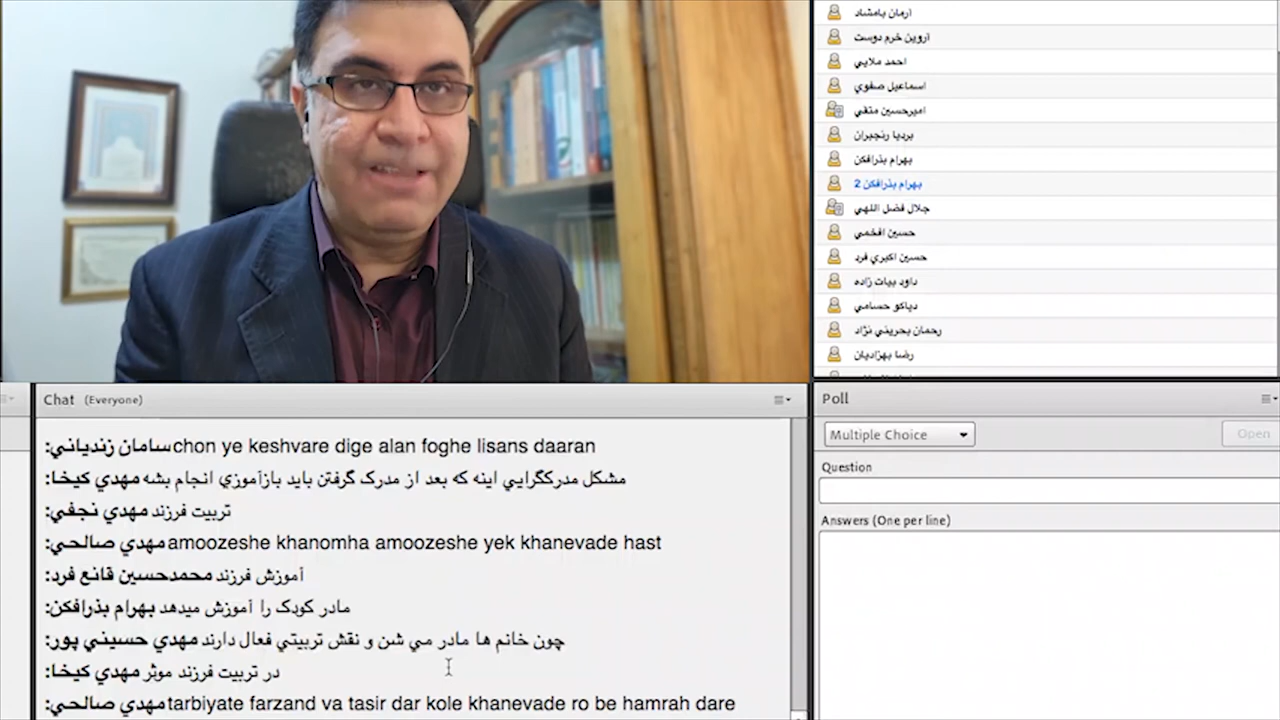 ارمان بامشاد
اروين خرم دوست
احمد ملايي
اسماعيل صفوي
اميرحسين متقي
برديا رنجبران
بهرام بذرافكن
بهرام بذرافكن 2
جلال فضل اللهي
حسين افخمي
حسين اكبري فرد
داود بيات زاده
دياكو حسامي
رحمان بحريني نژاد
رضا بهزاديان
Chat (Everyone)
سامان زندياني: chon ye keshvare dige alan foghe lisans daaran
مهدي كيخا: مشكل مدركگرايي اينه كه بعد از مدرک گرفتن بايد بازآموزي انجام بشه
مهدي نجفي: تربيت فرزند
مهدي صالحي: amoozeshe khanomha amoozeshe yek khanevade hast
محمدحسين قانع فرد: آموزش فرزند
بهرام بذرافكن: مادر كودک را آموزش ميدهد
مهدي حسيني پور: چون خانم ها مادر مي شن و نقش تربيتي فعال دارند
مهدي كيخا: در تربيت فرزند موثر
مهدي صالحي: tarbiyate farzand va tasir dar kole khanevade ro be hamrah dare
Poll
Multiple Choice
Open
Question
Answers (One per line)